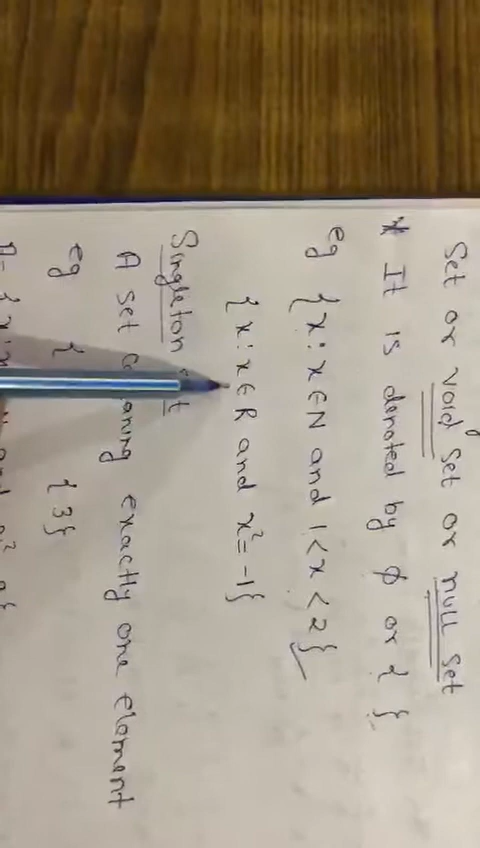 Set or void set or null set
* It is denoted by ϕ or { }
eg {x : x ∈ N and 1 < x < 2}
{x : x ∈ R and x² = -1}
Singleton
A set exactly one element
eg { {3}
A = { x : x and